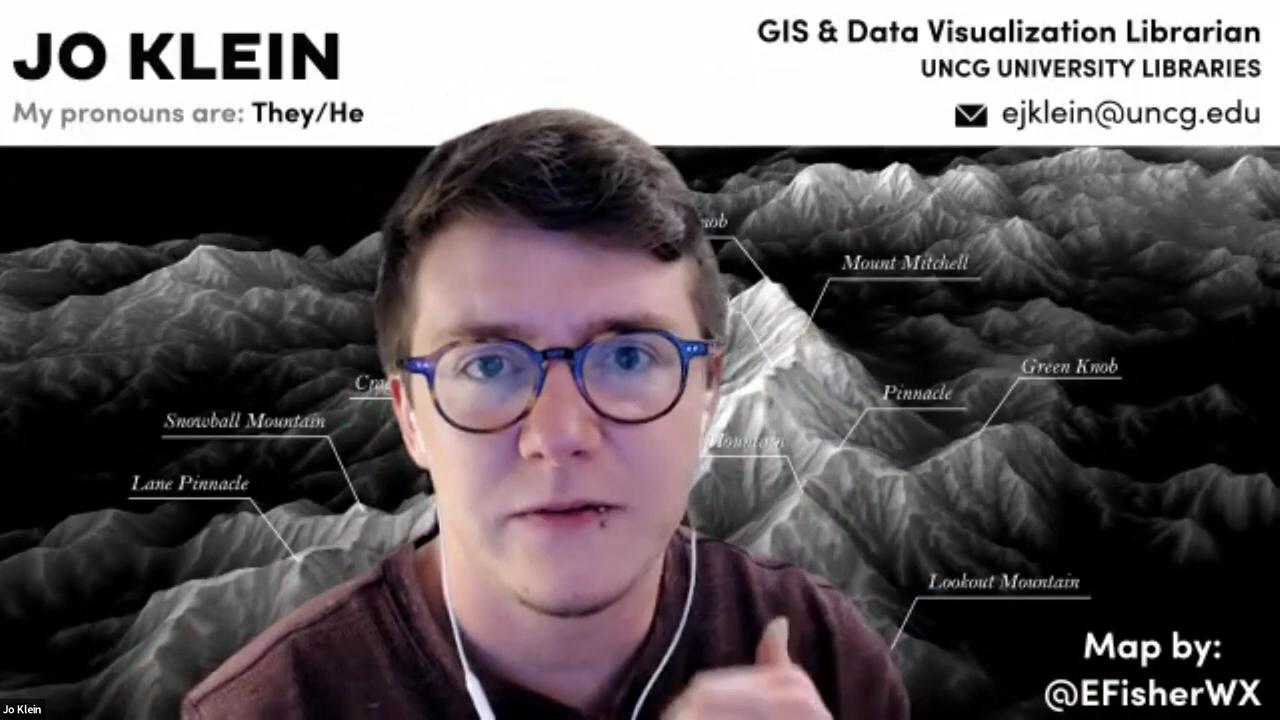 JO KLEIN
My pronouns are: They/He
GIS & Data Visualization Librarian
UNCG UNIVERSITY LIBRARIES
ejklein@uncg.edu
Mount Mitchell
Green Knob
Pinnacle
Snowball Mountain
Mountain
Lane Pinnacle
Lookout Mountain
Map by:
@EFisherWX
Jo Klein